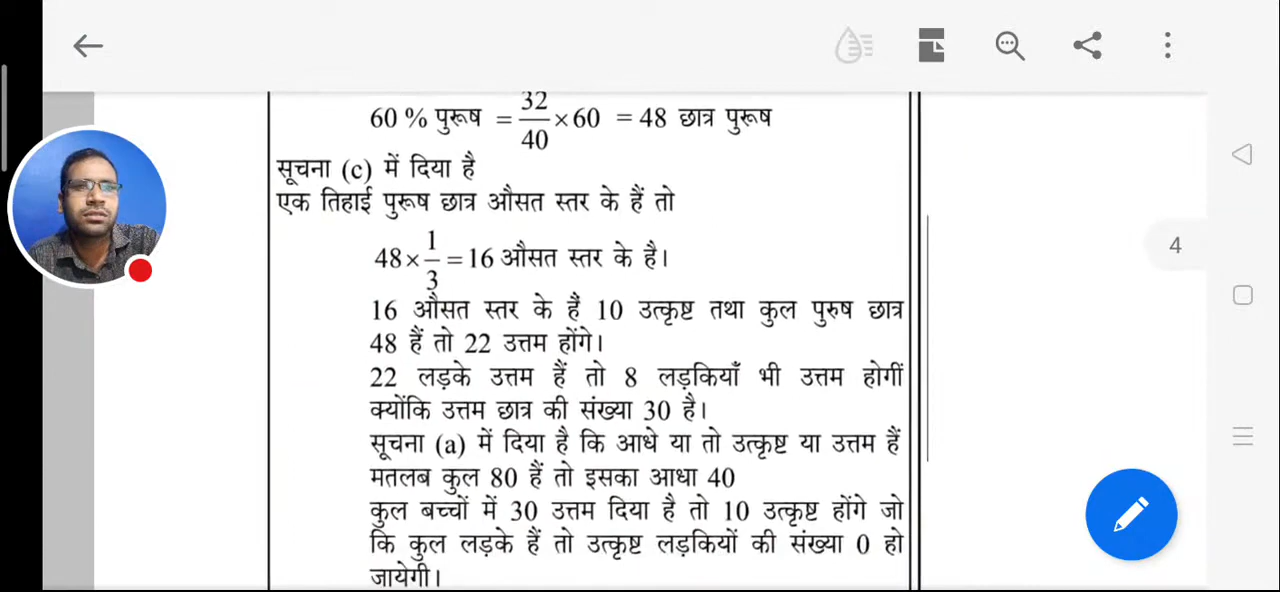 60 % पुरूष = 32/40 × 60 = 48 छात्र पुरूष
सूचना (c) में दिया है
एक तिहाई पुरूष छात्र औसत स्तर के हैं तो
48 × 1/3 = 16 औसत स्तर के है।
4
16 औसत स्तर के हैं 10 उत्कृष्ट तथा कुल पुरुष छात्र
48 हैं तो 22 उत्तम होंगे।
22 लड़के उत्तम हैं तो 8 लड़कियाँ भी उत्तम होगीं
क्योंकि उत्तम छात्र की संख्या 30 है।
सूचना (a) में दिया है कि आधे या तो उत्कृष्ट या उत्तम हैं
मतलब कुल 80 हैं तो इसका आधा 40
कुल बच्चों में 30 उत्तम दिया है तो 10 उत्कृष्ट होंगे जो
कि कुल लड़के हैं तो उत्कृष्ट लड़कियों की संख्या 0 हो
जायेगी।